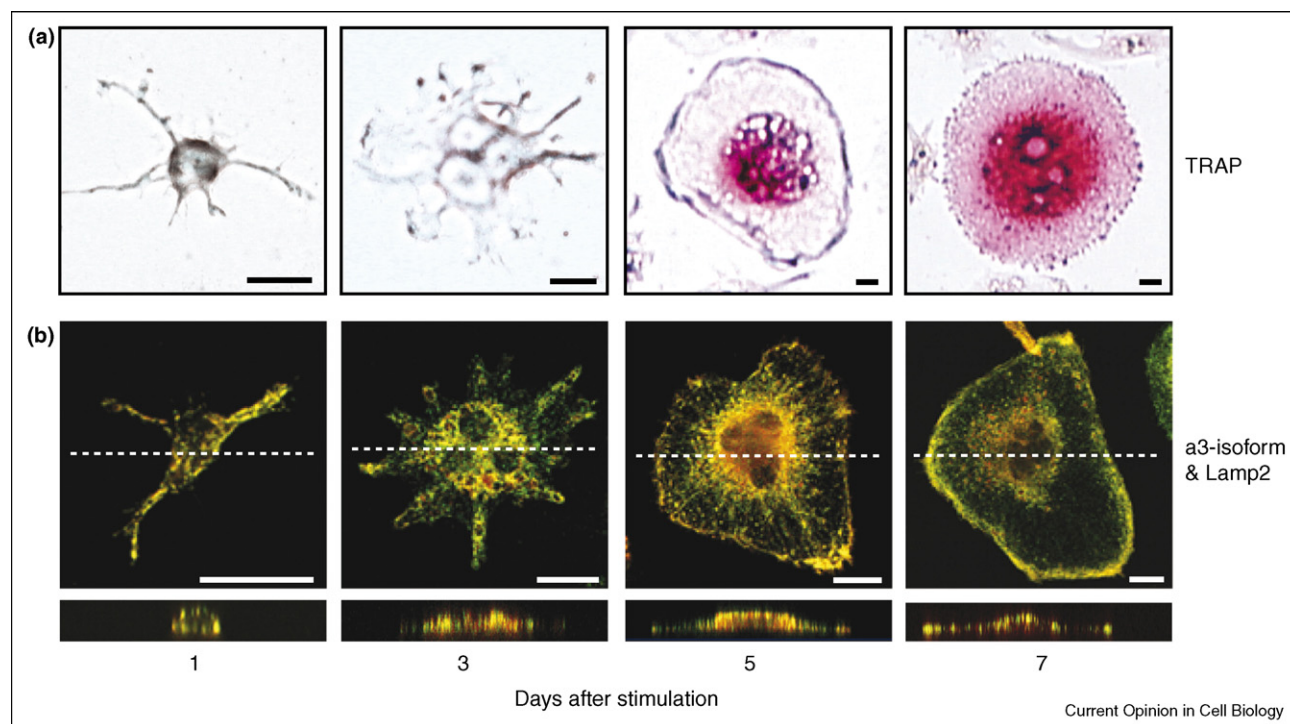 (a)
TRAP
(b)
a3-isoform
& Lamp2
1 3 5 7
Days after stimulation
Current Opinion in Cell Biology